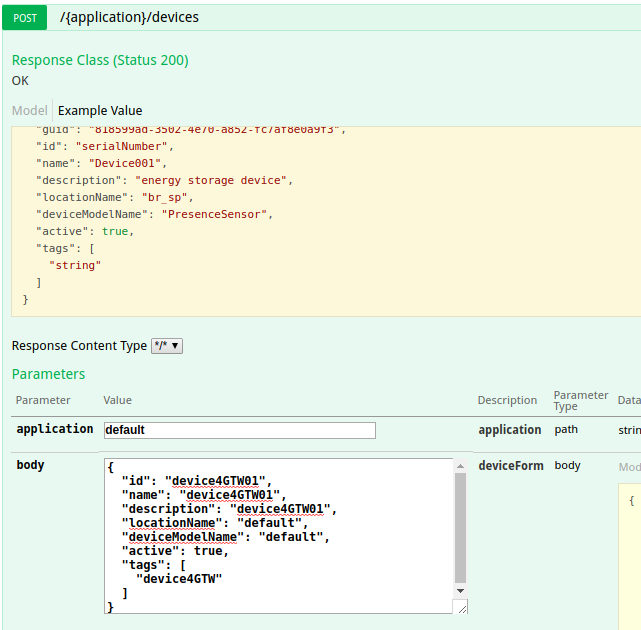 POST /{application}/devices
Response Class (Status 200)
OK
Model Example Value
"guid": "818599ad-3502-4e70-a852-fc7af8e0a9f3",
"id": "serialNumber",
"name": "Device001",
"description": "energy storage device",
"locationName": "br_sp",
"deviceModelName": "PresenceSensor",
"active": true,
"tags": [
"string"
]
}
Response Content Type */*
Parameters
Parameter Value Description Parameter Type Data
application default application path strin
body deviceForm body Mod
{
"id": "device4GTW01",
"name": "device4GTW01",
"description": "device4GTW01",
"locationName": "default",
"deviceModelName": "default",
"active": true,
"tags": [
"device4GTW"
]
}
{